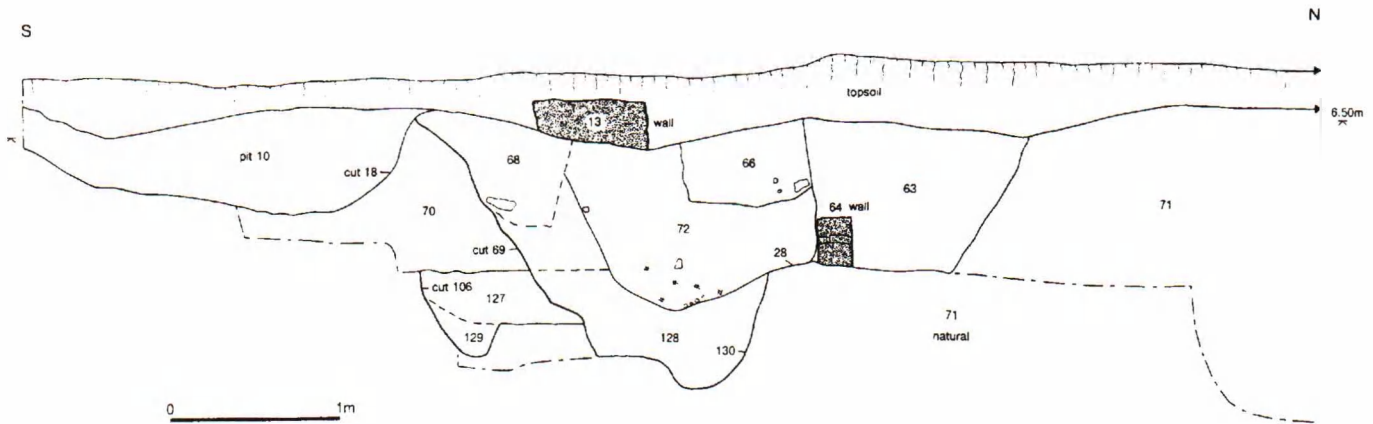 S
N
topsoil
6.50m
13
wall
pit 10
cut 18
68
66
63
70
64 wall
71
72
cut 69
28
cut 106
127
71
natural
129
128
130
0
1m